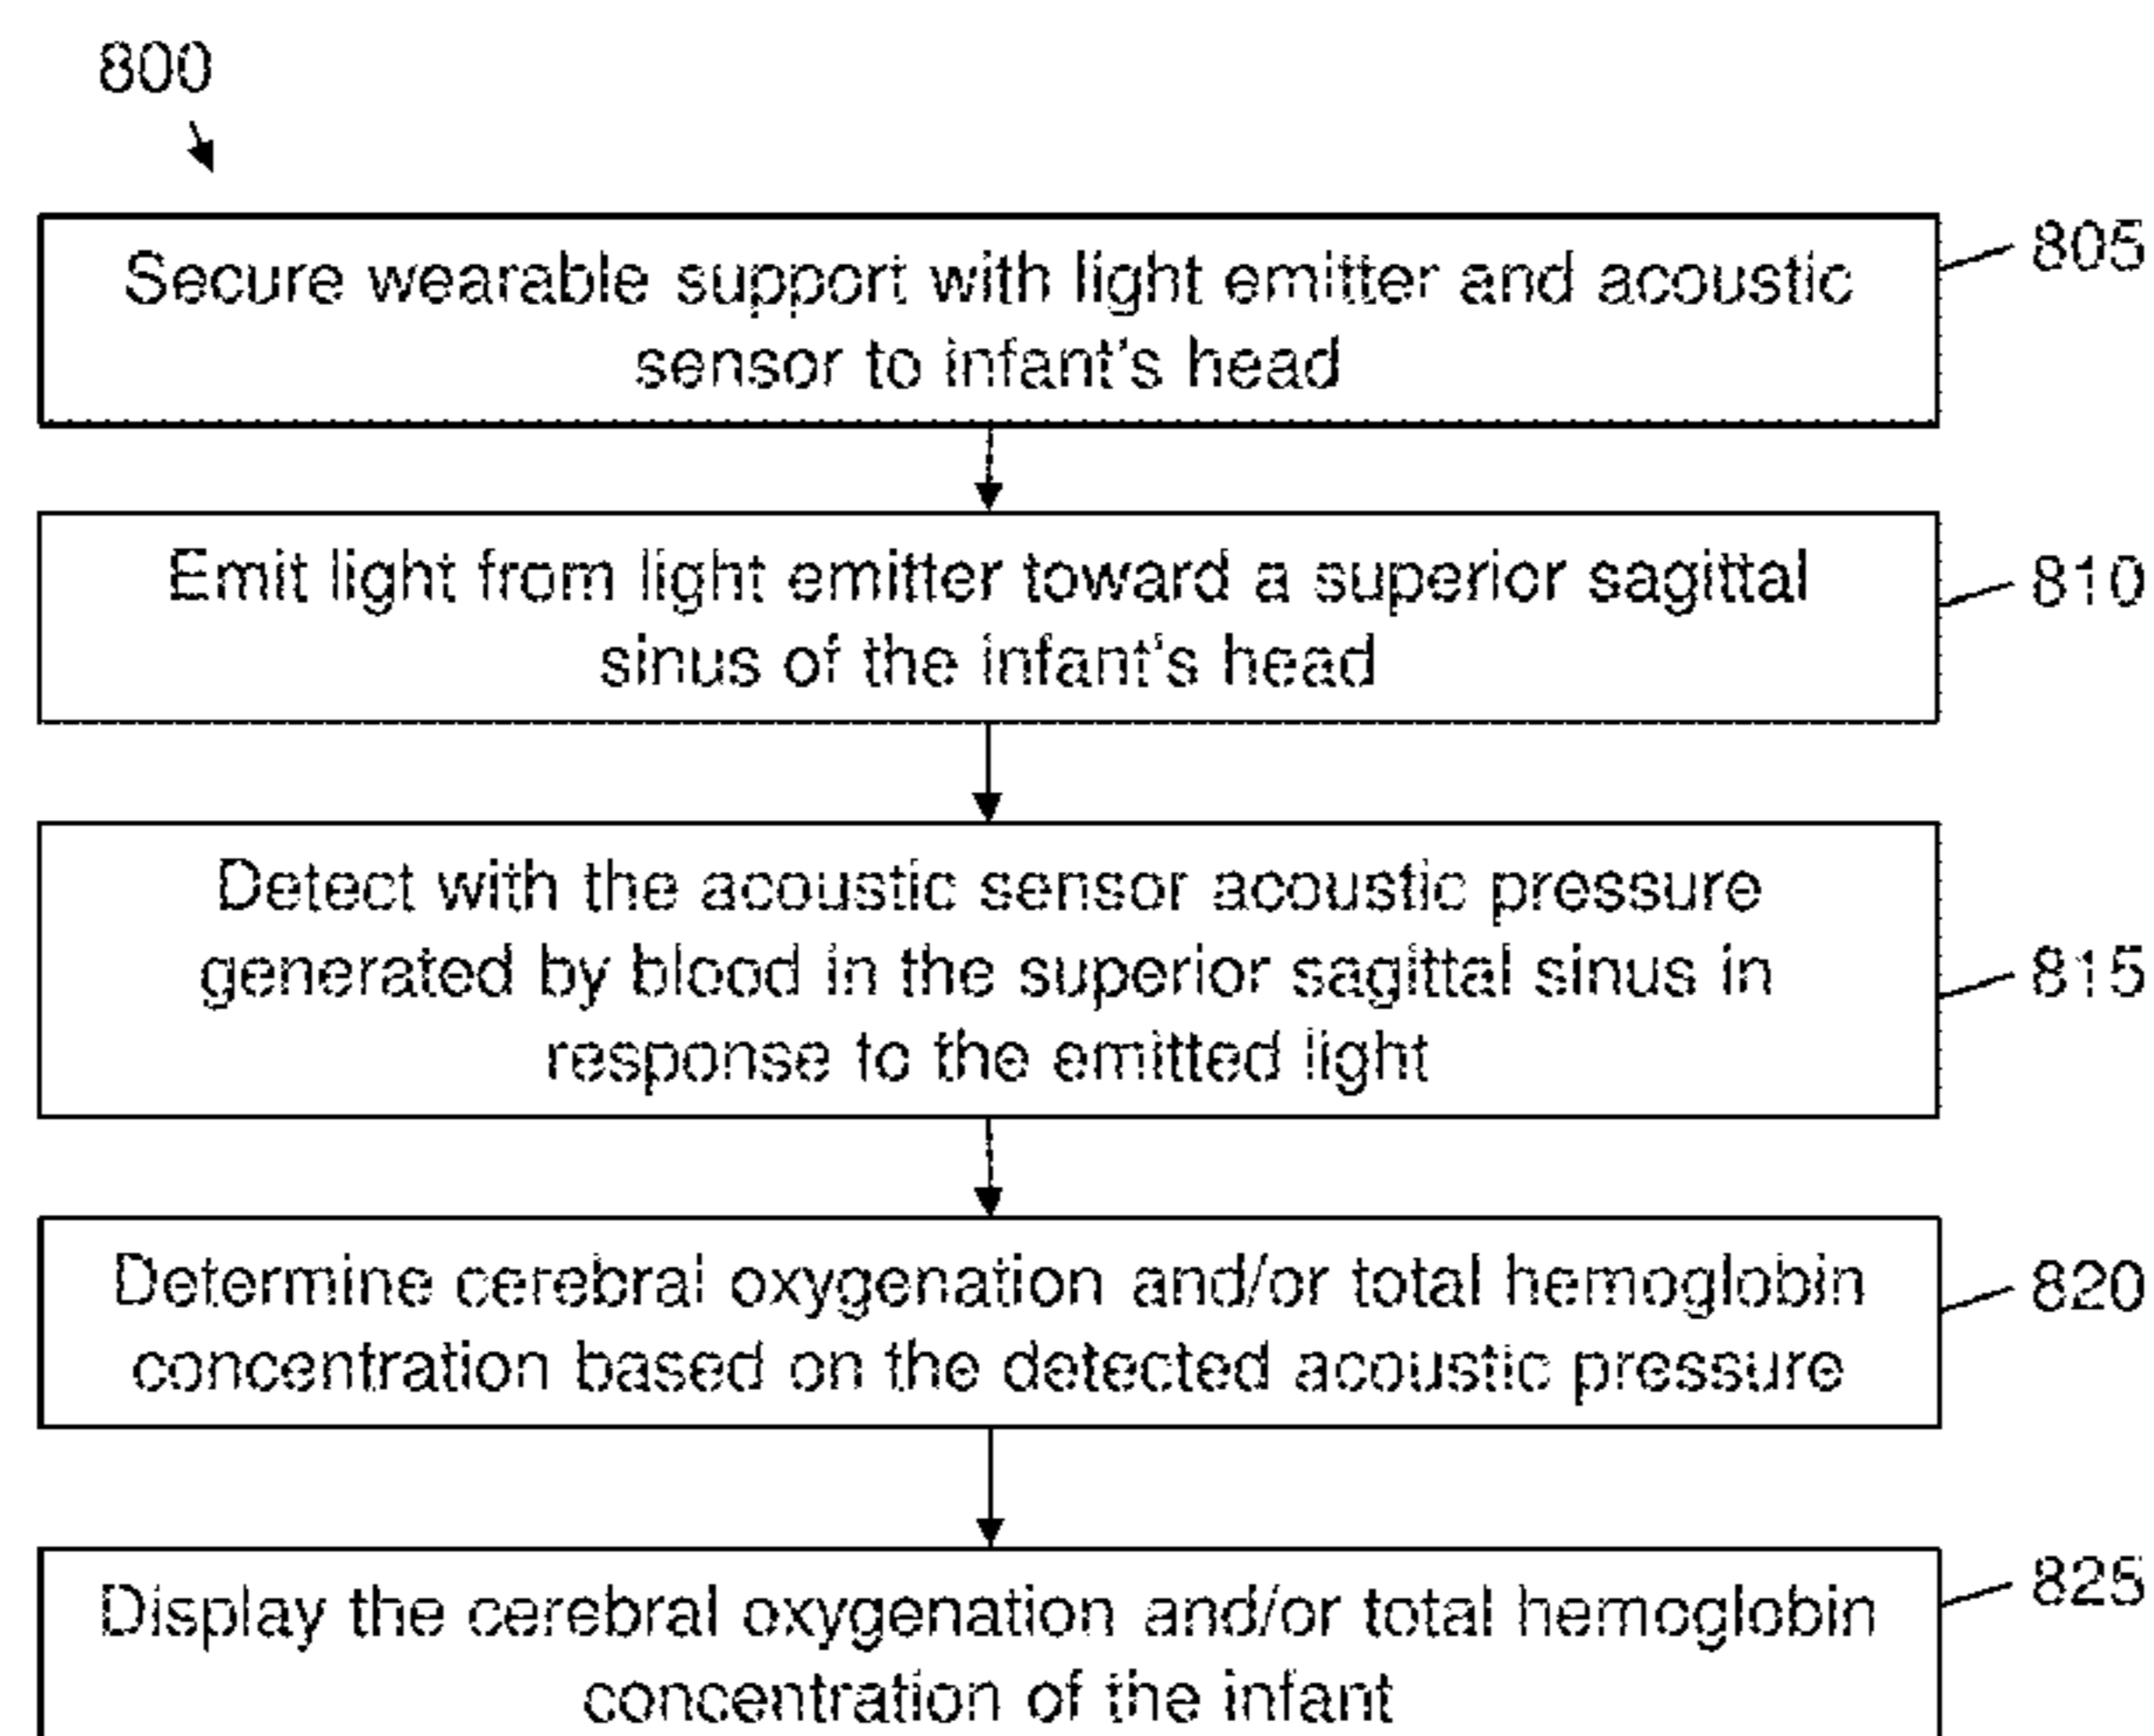 800
Secure wearable support with light emitter and acoustic
sensor to infant's head
805
Emit light from light emitter toward a superior sagittal
sinus of the infant's head
810
Detect with the acoustic sensor acoustic pressure
generated by blood in the superior sagittal sinus in
response to the emitted light
815
Determine cerebral oxygenation and/or total hemoglobin
concentration based on the detected acoustic pressure
820
Display the cerebral oxygenation and/or total hemoglobin
concentration of the infant
825